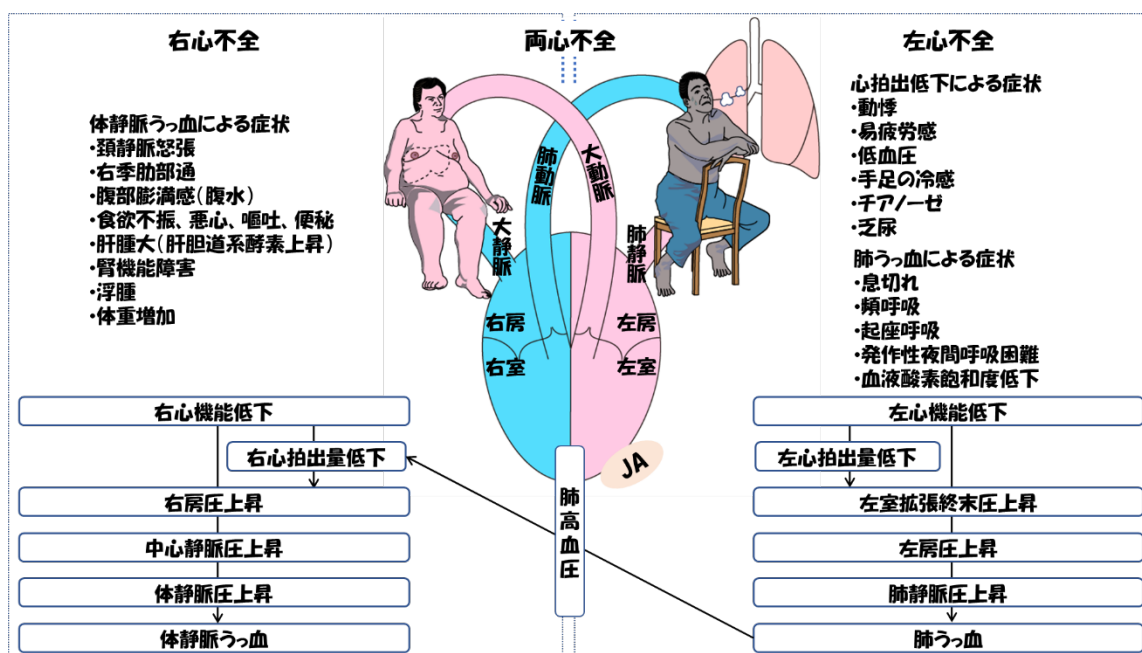 右心不全
両心不全
左心不全
体静脈うっ血による症状
・頚静脈怒張
・右季肋部通
・腹部膨満感(腹水)
・食欲不振、悪心、嘔吐、便秘
・肝腫大(肝胆道系酵素上昇)
・腎機能障害
・浮腫
・体重増加
大静脈
肺動脈
大動脈
肺静脈
右房
左房
右室
左室
JA
心拍出低下による症状
・動悸
・易疲労感
・低血圧
・手足の冷感
・チアノーゼ
・乏尿
肺うっ血による症状
・息切れ
・頻呼吸
・起座呼吸
・発作性夜間呼吸困難
・血液酸素飽和度低下
右心機能低下
右心拍出量低下
右房圧上昇
中心静脈圧上昇
体静脈圧上昇
体静脈うっ血
肺高血圧
左心機能低下
左心拍出量低下
左室拡張終末圧上昇
左房圧上昇
肺静脈圧上昇
肺うっ血